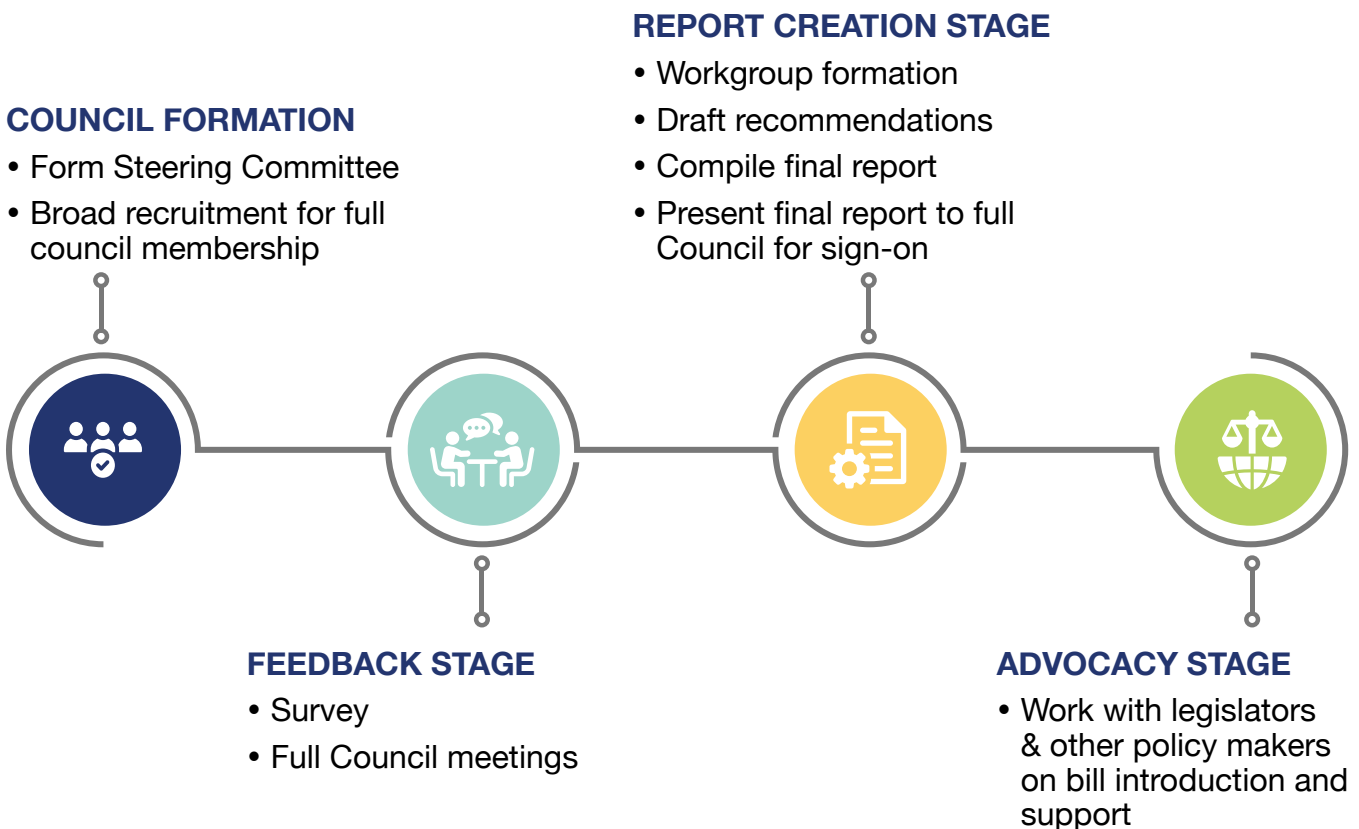 COUNCIL FORMATION
• Form Steering Committee
• Broad recruitment for full
council membership
FEEDBACK STAGE
• Survey
• Full Council meetings
REPORT CREATION STAGE
• Workgroup formation
• Draft recommendations
• Compile final report
• Present final report to full
Council for sign-on
ADVOCACY STAGE
• Work with legislators
& other policy makers
on bill introduction and
support